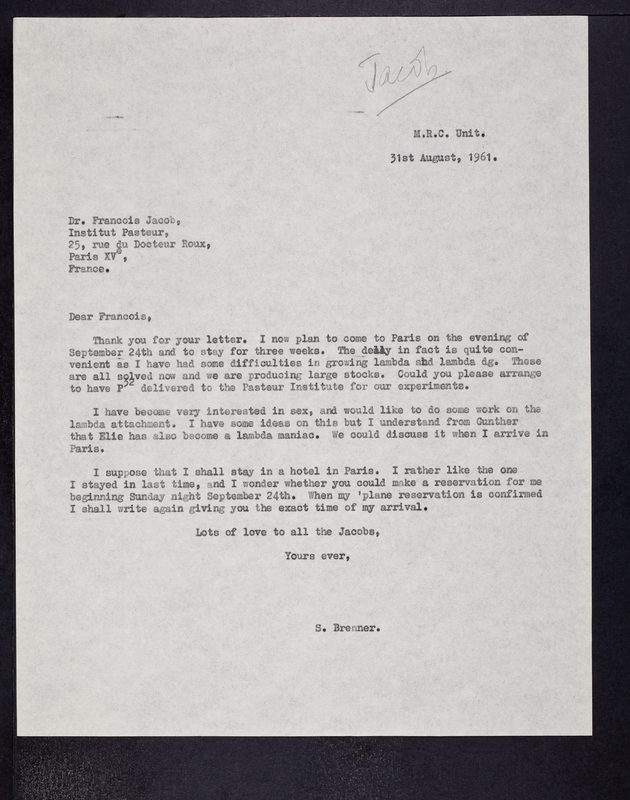 Jacob
M.R.C. Unit.
31st August, 1961.
Dr. Francois Jacob,
Institut Pasteur,
25, rue du Docteur Roux,
Paris XVe,
France.
Dear Francois,
Thank you for your letter. I now plan to come to Paris on the evening of
September 24th and to stay for three weeks. The delay in fact is quite con-
venient as I have had some difficulties in growing lambda and lambda dg. These
are all solved now and we are producing large stocks. Could you please arrange
to have P32 delivered to the Pasteur Institute for our experiments.
I have become very interested in sex, and would like to do some work on the
lambda attachment. I have some ideas on this but I understand from Gunther
that Elie has also become a lambda maniac. We could discuss it when I arrive in
Paris.
I suppose that I shall stay in a hotel in Paris. I rather like the one
I stayed in last time, and I wonder whether you could make a reservation for me
beginning Sunday night September 24th. When my 'plane reservation is confirmed
I shall write again giving you the exact time of my arrival.
Lots of love to all the Jacobs,
Yours ever,
S. Brenner.